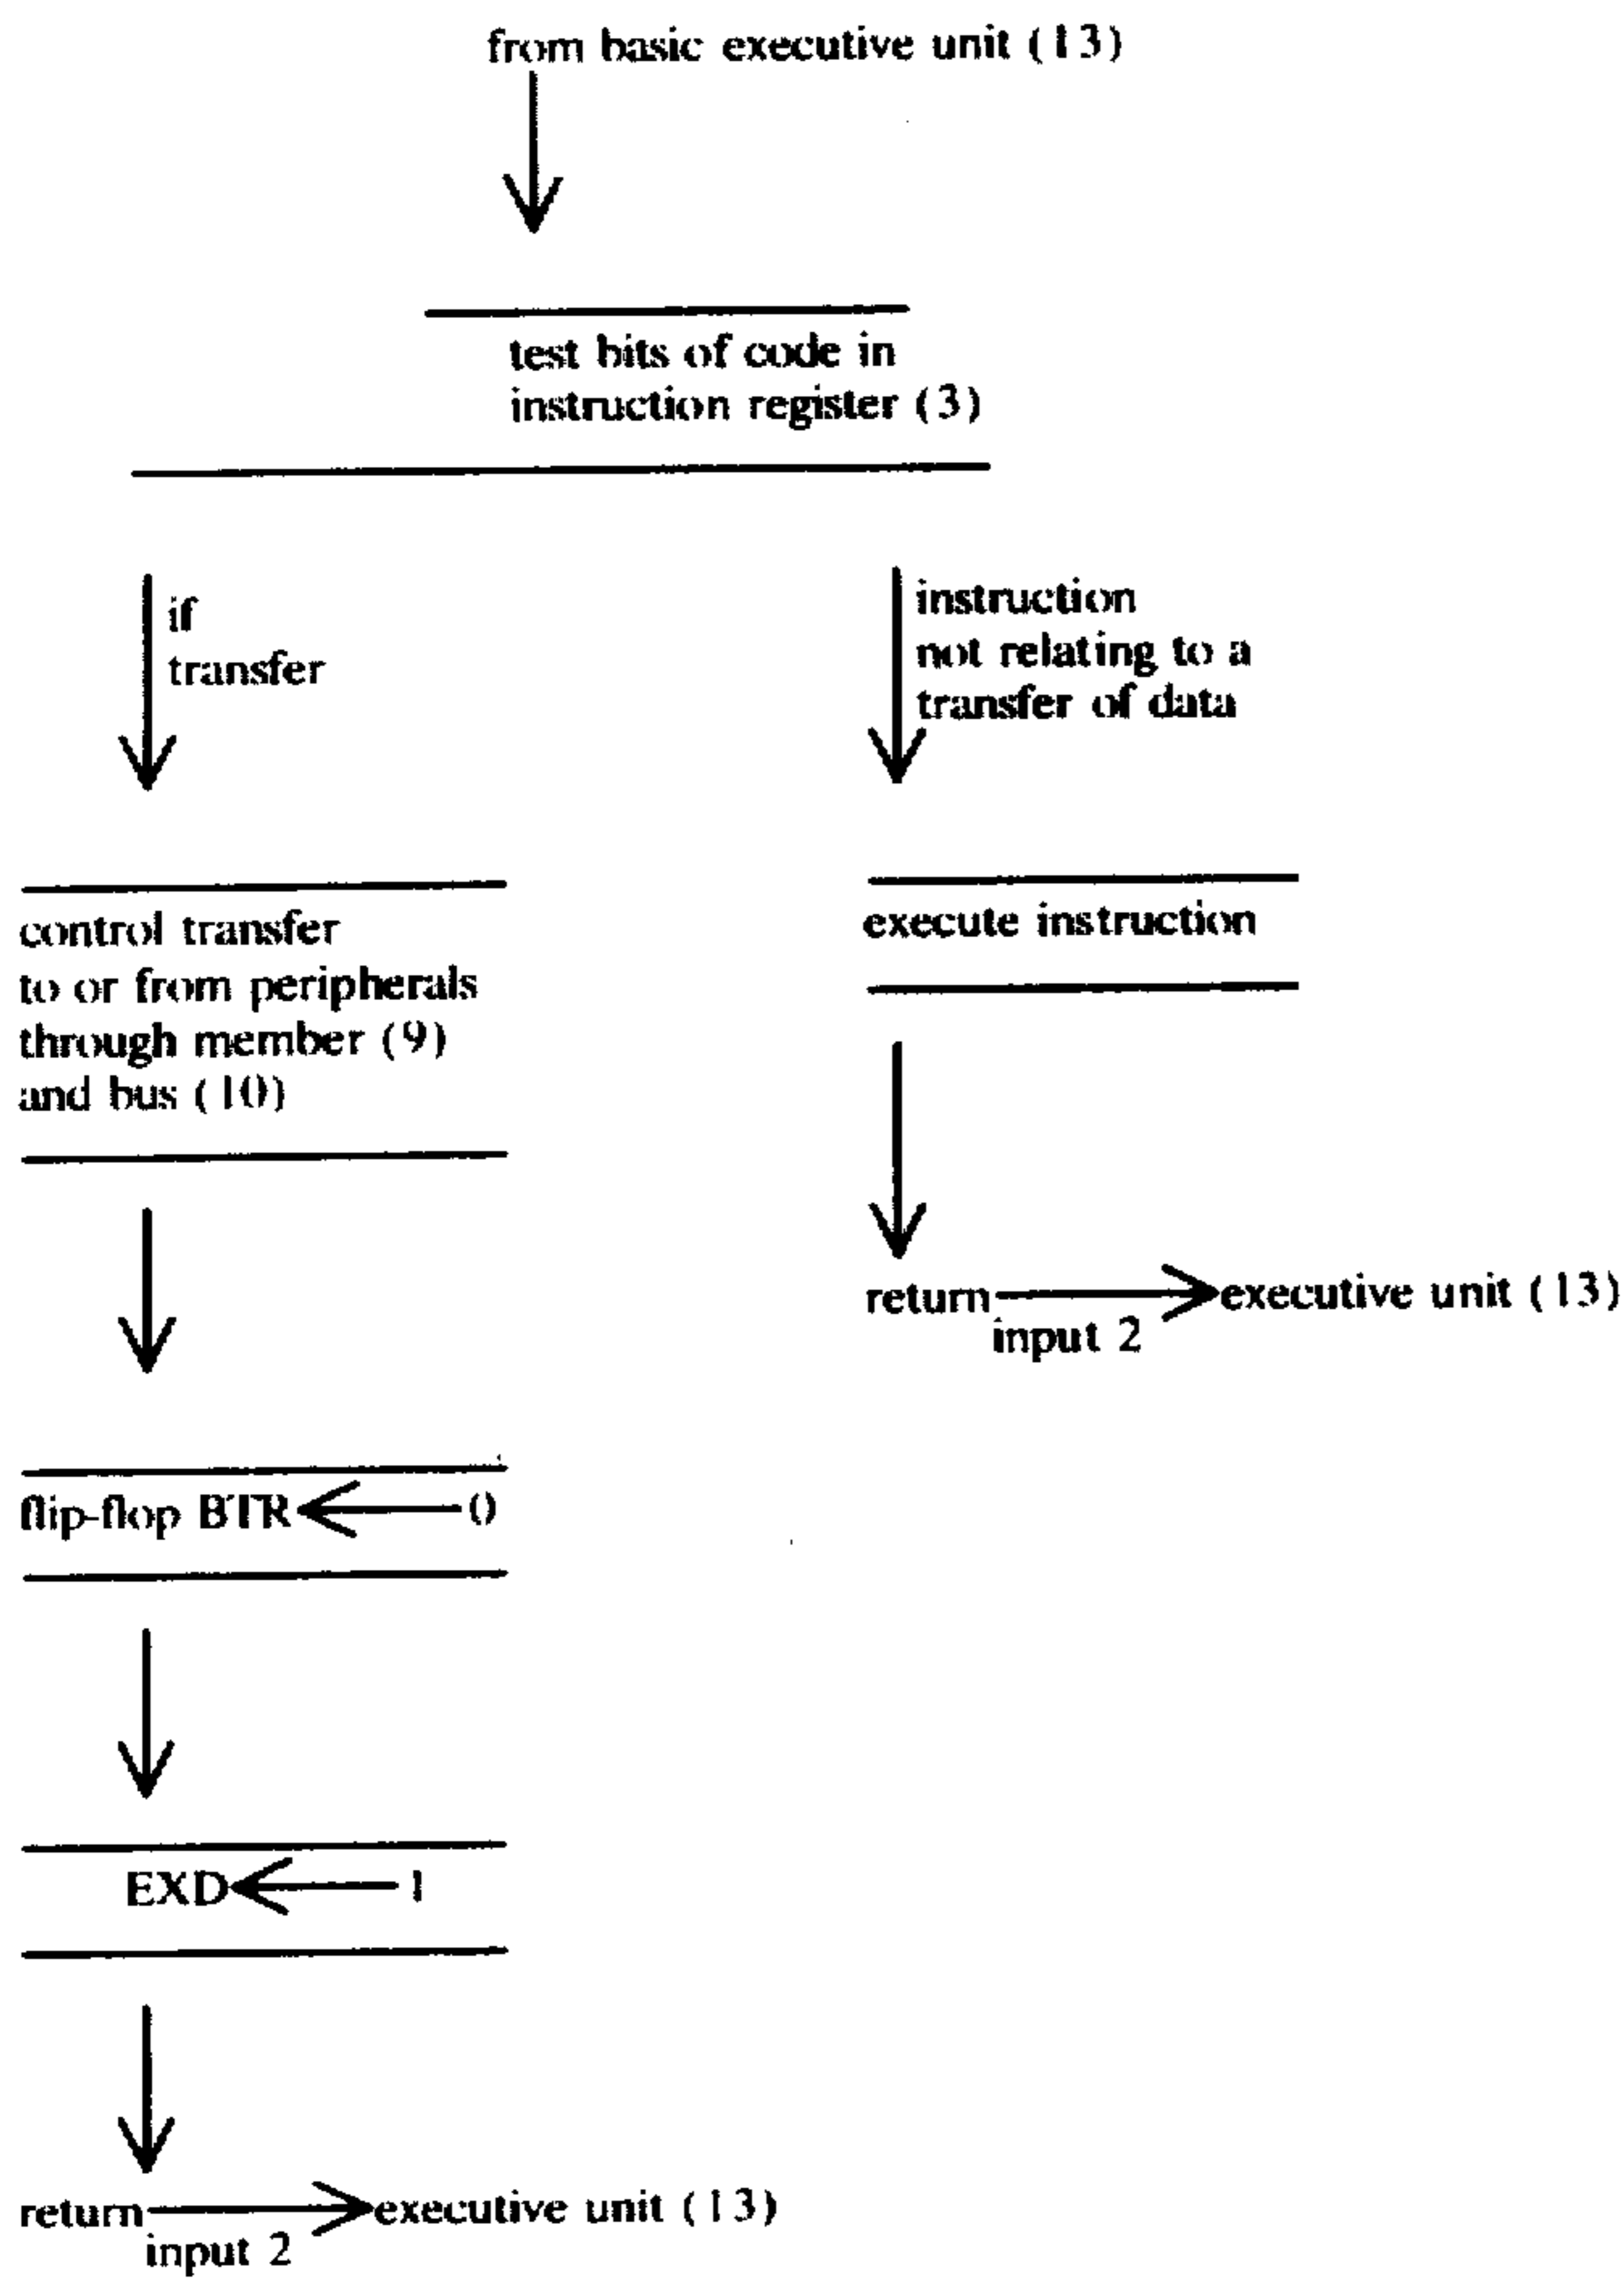 from basic executive unit (13)
test bits of code in
instruction register (3)
if
transfer
instruction
not relating to a
transfer of data
control transfer
to or from peripherals
through member (9)
and bus (10)
execute instruction
return executive unit (13)
input 2
flip-flop BTR 0
EXD 1
return executive unit (13)
input 2